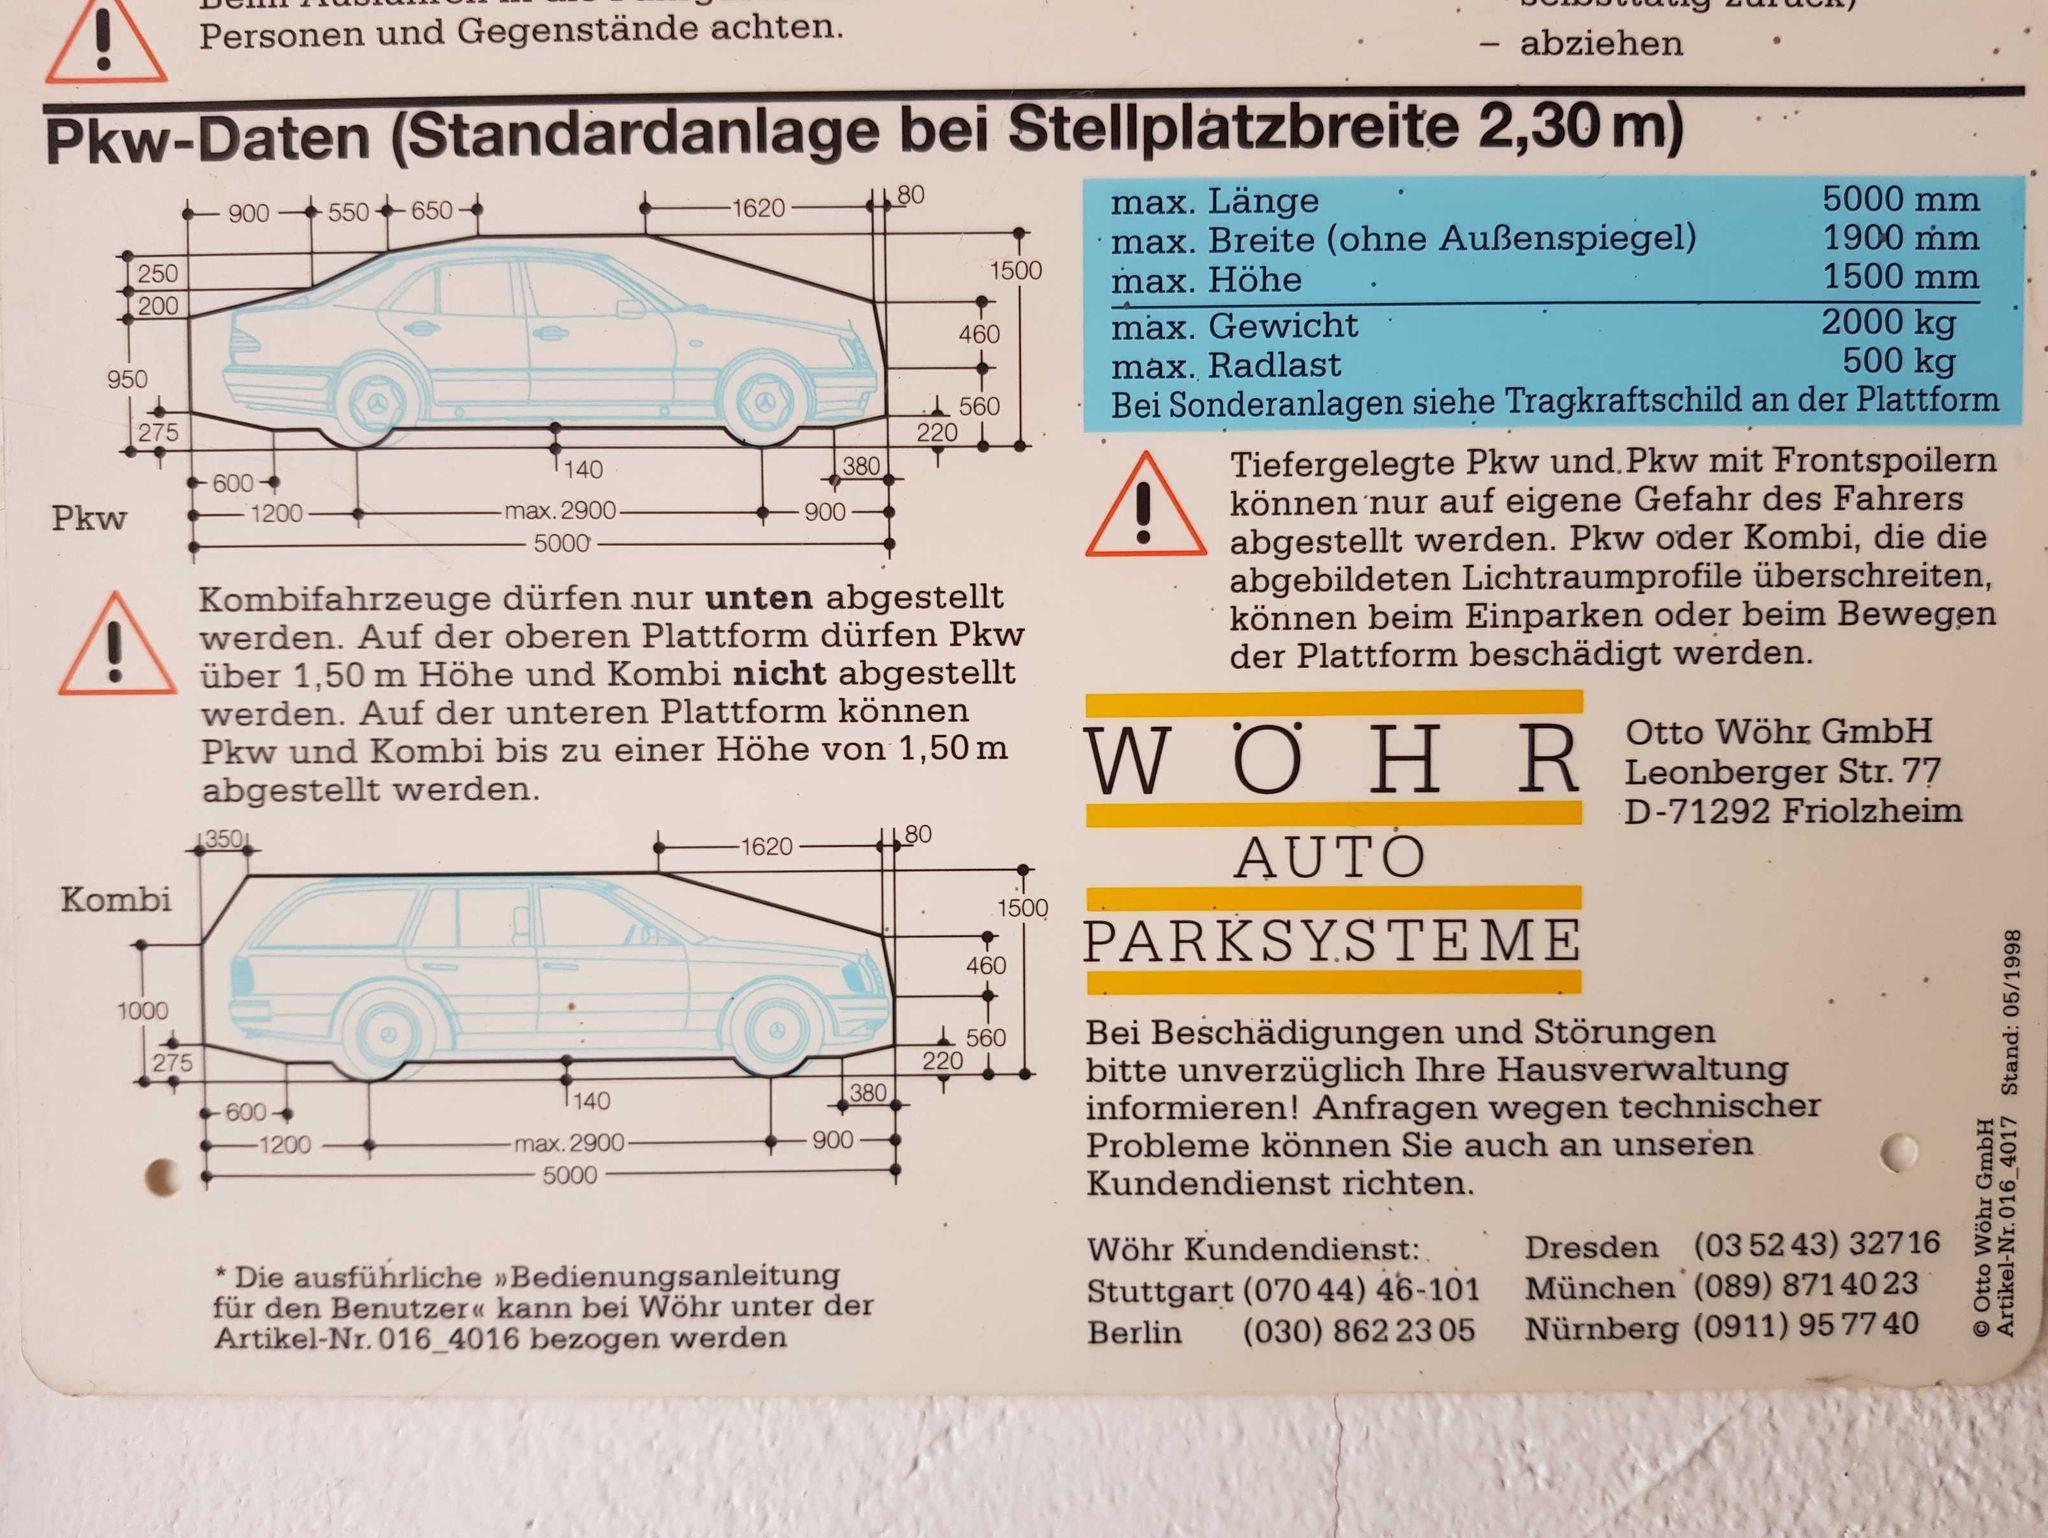 Personen und Gegenstände achten.
– abziehen
Pkw-Daten (Standardanlage bei Stellplatzbreite 2,30 m)
900 550 650 1620 80
250
200
950
275
1500
460
560
220
600 140 380
1200 max. 2900 900
5000
Pkw
max. Länge 5000 mm
max. Breite (ohne Außenspiegel) 1900 mm
max. Höhe 1500 mm
max. Gewicht 2000 kg
max. Radlast 500 kg
Bei Sonderanlagen siehe Tragkraftschild an der Plattform
Kombifahrzeuge dürfen nur unten abgestellt
werden. Auf der oberen Plattform dürfen Pkw
über 1,50 m Höhe und Kombi nicht abgestellt
werden. Auf der unteren Plattform können
Pkw und Kombi bis zu einer Höhe von 1,50 m
abgestellt werden.
Tiefergelegte Pkw und Pkw mit Frontspoilern
können nur auf eigene Gefahr des Fahrers
abgestellt werden. Pkw oder Kombi, die die
abgebildeten Lichtraumprofile überschreiten,
können beim Einparken oder beim Bewegen
der Plattform beschädigt werden.
350 1620 80
Kombi
1000
275
1500
460
560
220
600 140 380
1200 max. 2900 900
5000
WÖHR
AUTO
PARKSYSTEME
Otto Wöhr GmbH
Leonberger Str. 77
D-71292 Friolzheim
Bei Beschädigungen und Störungen
bitte unverzüglich Ihre Hausverwaltung
informieren! Anfragen wegen technischer
Probleme können Sie auch an unseren
Kundendienst richten.
* Die ausführliche »Bedienungsanleitung
für den Benutzer« kann bei Wöhr unter der
Artikel-Nr. 016_4016 bezogen werden
Wöhr Kundendienst: Dresden (03 52 43) 327 16
Stuttgart (070 44) 46-101 München (089) 871 40 23
Berlin (030) 862 23 05 Nürnberg (0911) 95 77 40
© Otto Wöhr GmbH
Artikel-Nr. 016_4017 Stand: 05/1998